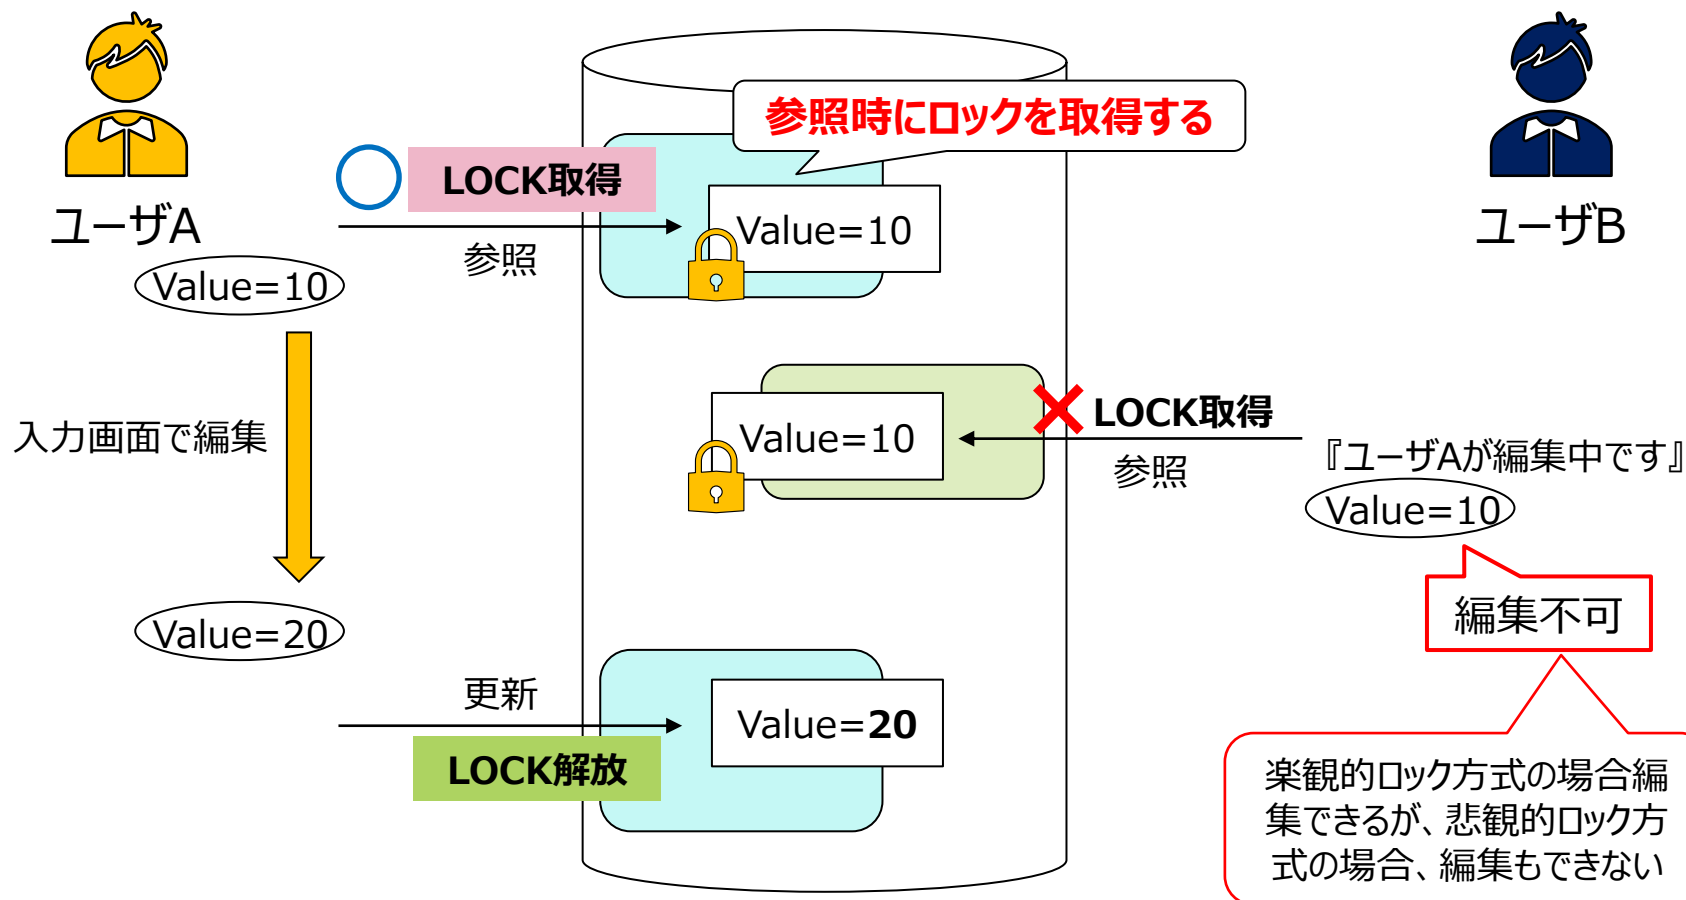 参照時にロックを取得する
LOCK取得
ユーザA
ユーザB
Value=10
参照
Value=10
入力画面で編集
LOCK取得
Value=10
参照
『ユーザAが編集中です』
Value=10
編集不可
Value=20
更新
Value=20
LOCK解放
楽観的ロック方式の場合編
集できるが、悲観的ロック方
式の場合、編集もできない